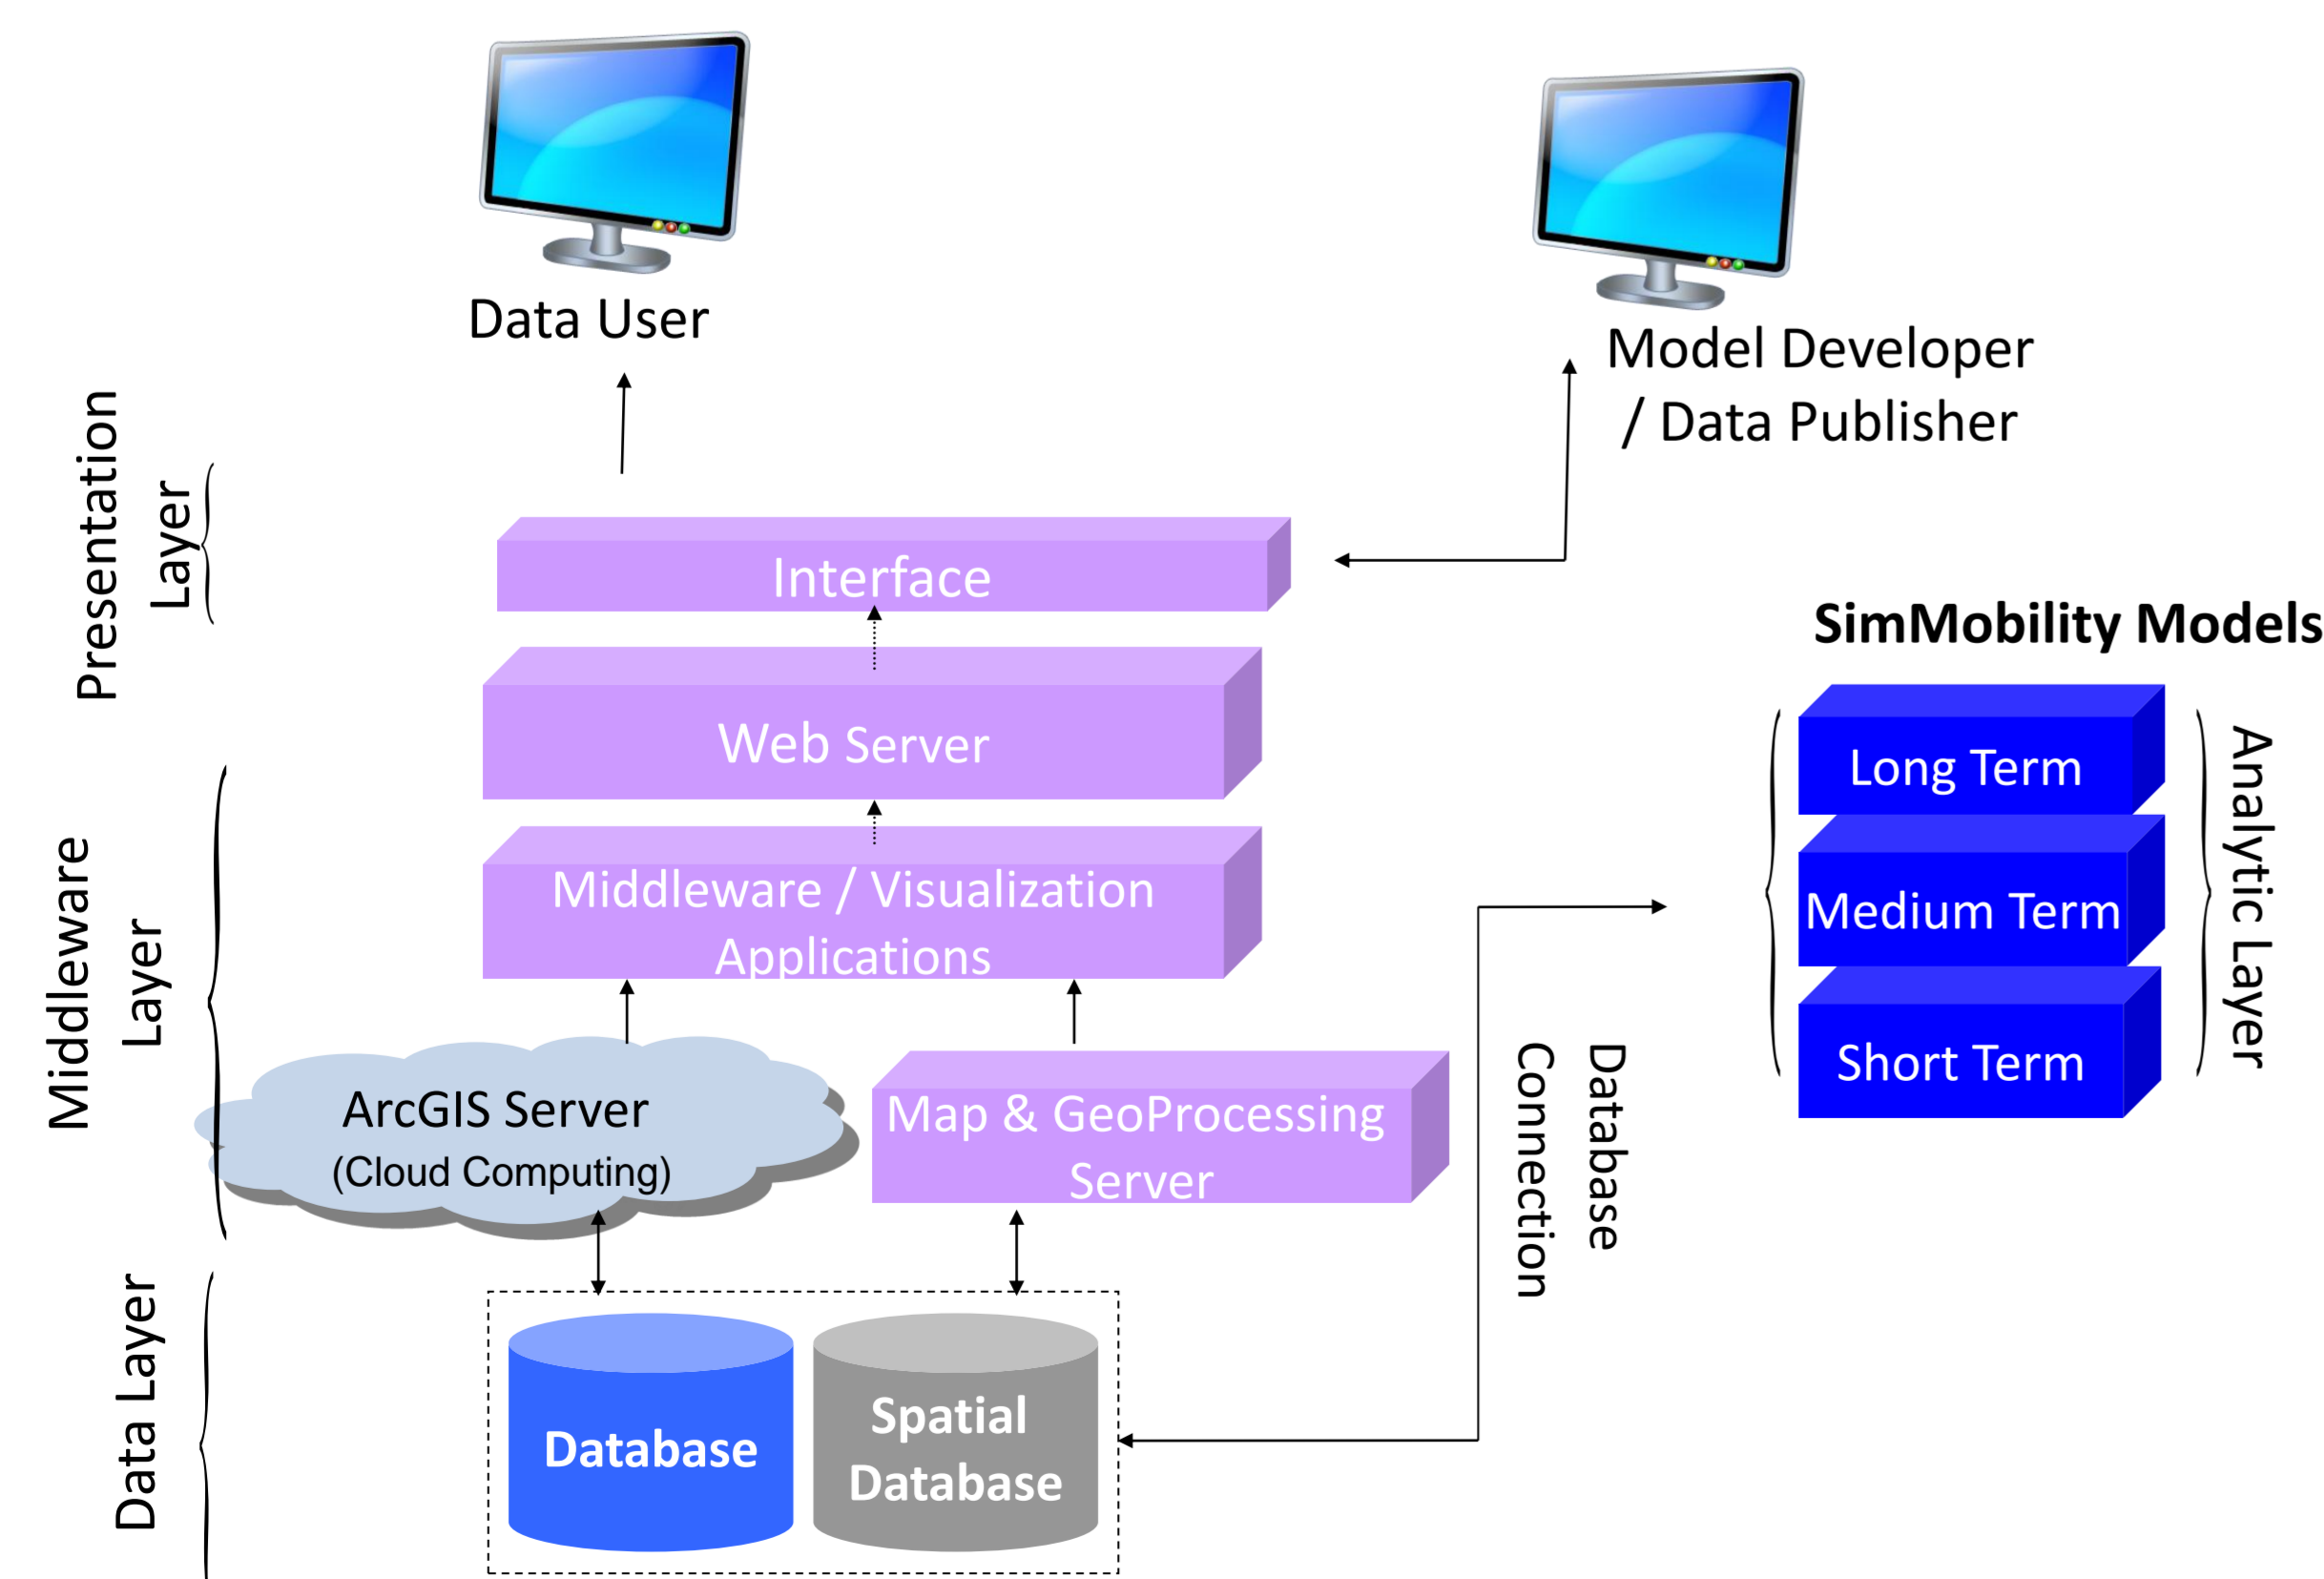 Data User
Model Developer
/ Data Publisher
Presentation
Layer
Interface
SimMobility Models
Web Server
Long Term
Middleware
Layer
Middleware / Visualization
Applications
Medium Term
Analytic Layer
Short Term
ArcGIS Server
(Cloud Computing)
Map & GeoProcessing
Server
Database
Connection
Data Layer
Database
Spatial
Database